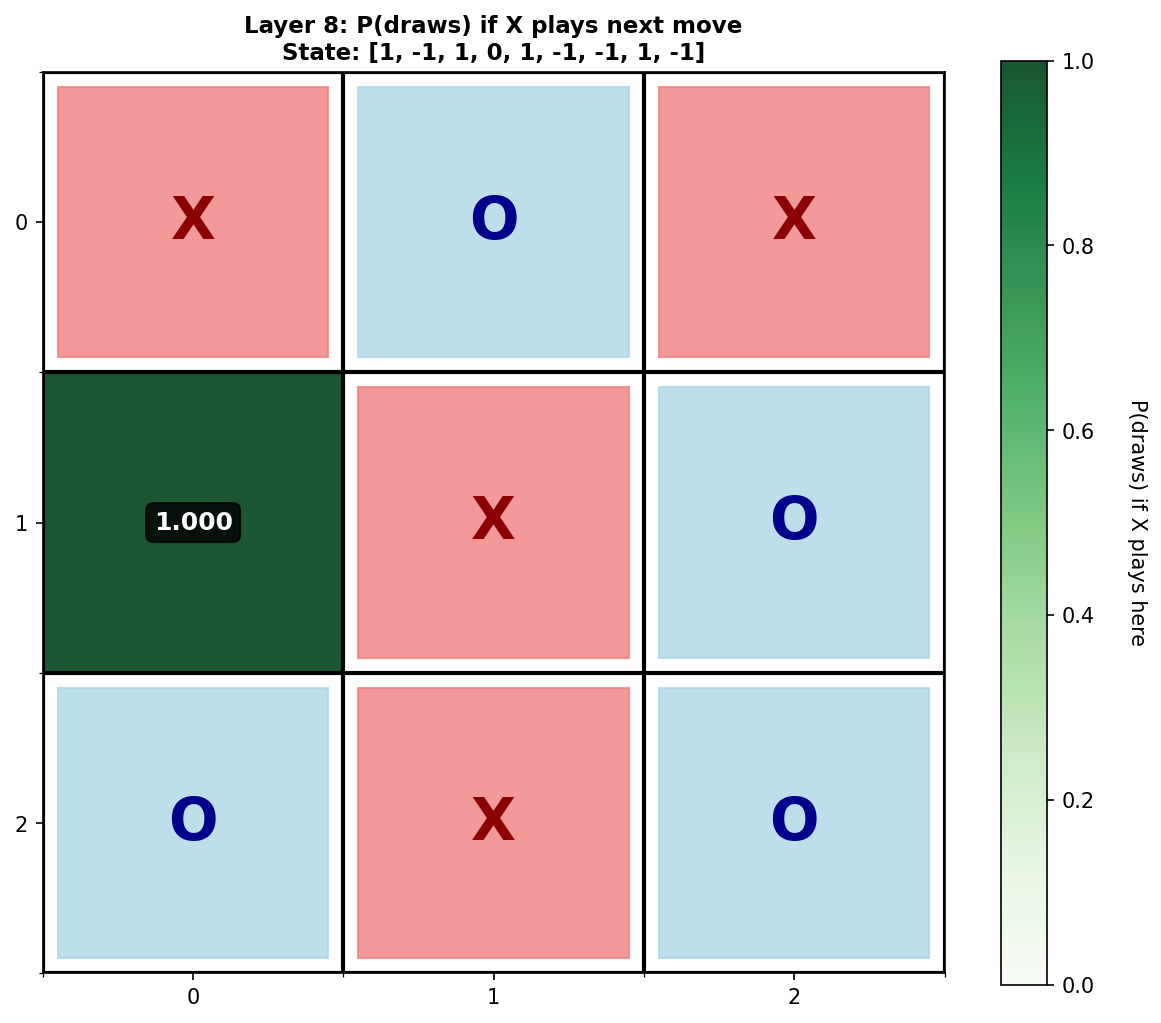 Layer 8: P(draws) if X plays next move
State: [1, -1, 1, 0, 1, -1, -1, 1, -1]
X O X
1.000 X O
O X O
0
1
2
0 1 2
1.0
0.8
0.6
0.4
0.2
0.0
P(draws) if X plays here